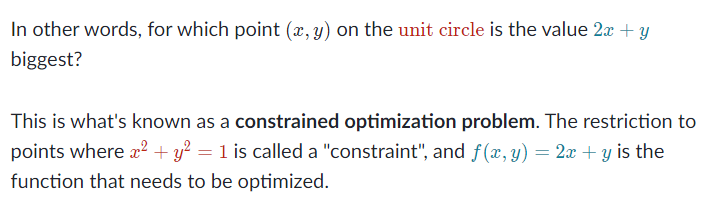 In other words, for which point (x, y) on the unit circle is the value 2x + y
biggest?
This is what's known as a constrained optimization problem. The restriction to
points where x² + y² = 1 is called a "constraint", and f(x, y) = 2x + y is the
function that needs to be optimized.